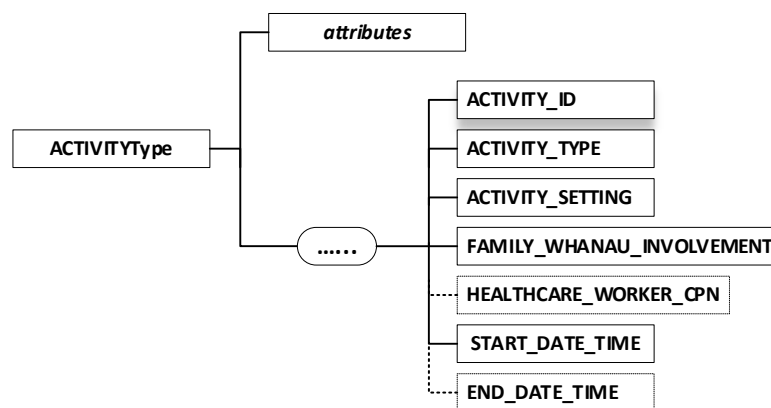 attributes
ACTIVITY_ID
ACTIVITYType
ACTIVITY_TYPE
ACTIVITY_SETTING
......
FAMILY_WHANAU_INVOLVEMENT
HEALTHCARE_WORKER_CPN
START_DATE_TIME
END_DATE_TIME